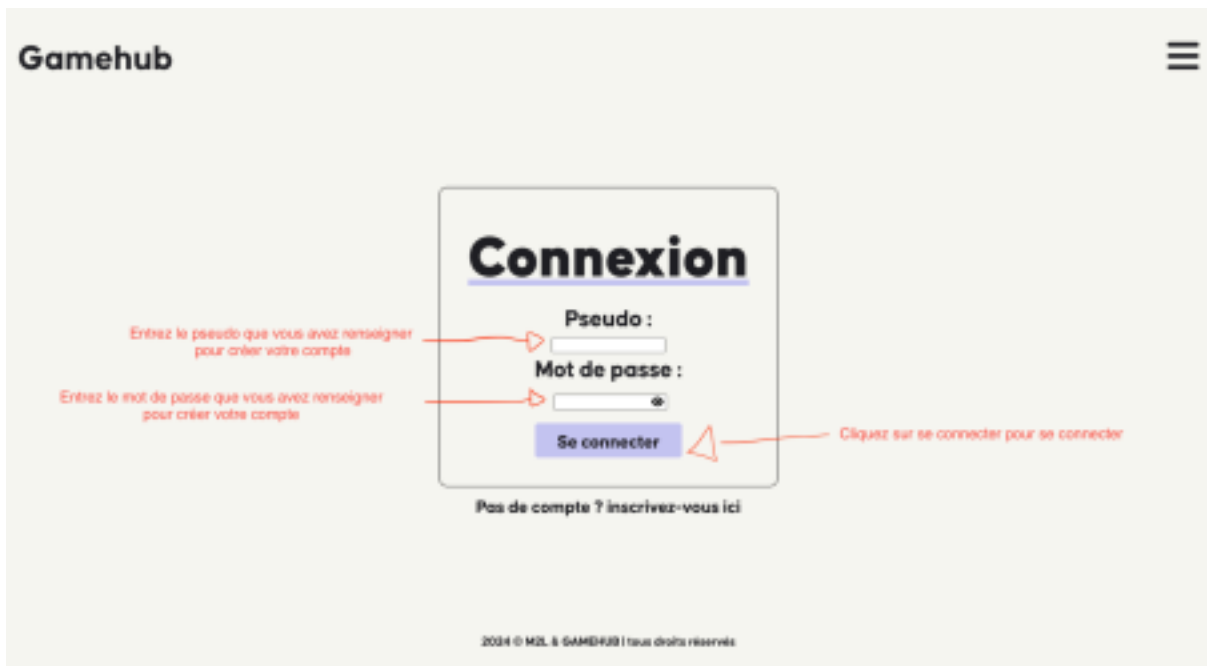 Gamehub
Connexion
Pseudo :
Entrez le pseudo que vous avez renseigner
pour créer votre compte
Mot de passe :
Entrez le mot de passe que vous avez renseigner
pour créer votre compte
Se connecter
Cliquez sur se connecter pour se connecter
Pas de compte ? inscrivez-vous ici
2024 © M2L & GAMEHUB | tous droits réservés